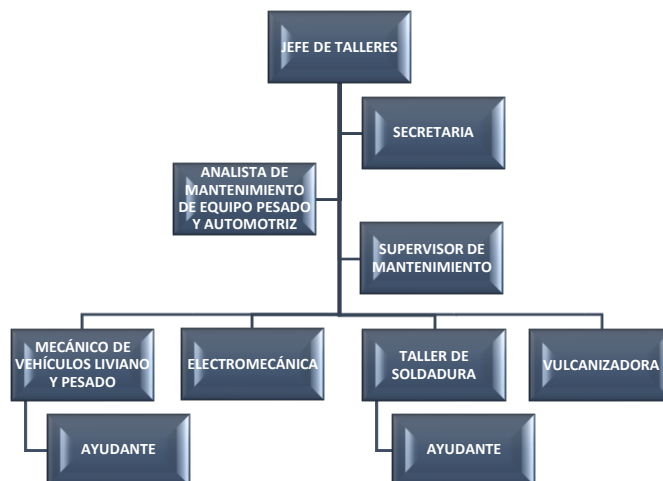 JEFE DE TALLERES
SECRETARIA
ANALISTA DE
MANTENIMIENTO
DE EQUIPO PESADO
Y AUTOMOTRIZ
SUPERVISOR DE
MANTENIMIENTO
MECÁNICO DE
VEHÍCULOS LIVIANO
Y PESADO
ELECTROMECÁNICA
TALLER DE
SOLDADURA
VULCANIZADORA
AYUDANTE
AYUDANTE